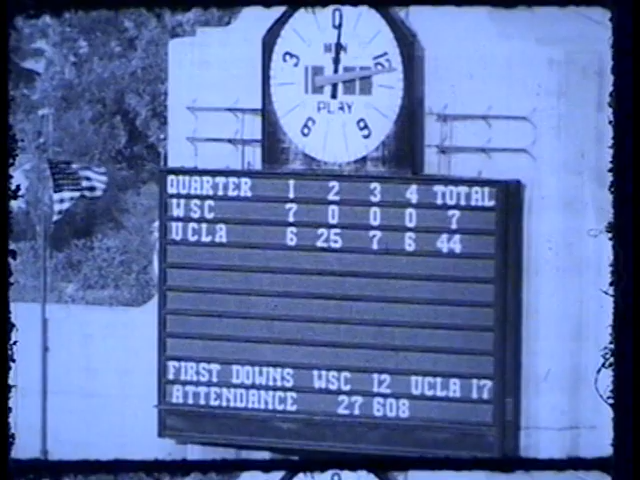 0
MIN
3 12
PLAY
6 9
QUARTER 1 2 3 4 TOTAL
WSC 7 0 0 0 7
UCLA 6 25 7 6 44
FIRST DOWNS WSC 12 UCLA 17
ATTENDANCE 27 608
0